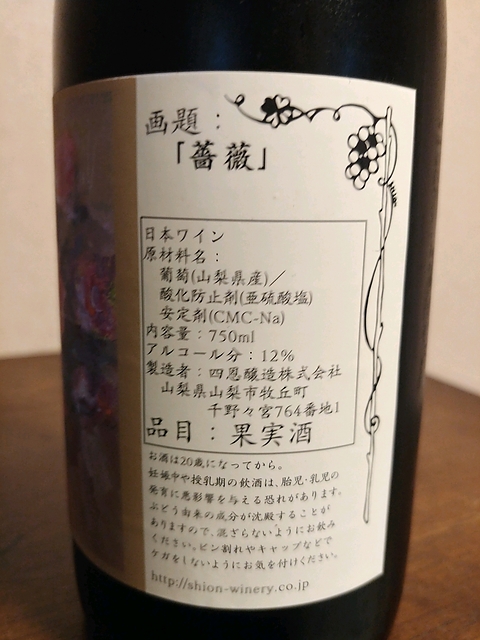 画題：
「薔薇」
日本ワイン
原材料名：
葡萄(山梨県産)／
酸化防止剤(亜硫酸塩)
安定剤(CMC-Na)
内容量：750ml
アルコール分：12%
製造者：四恩醸造株式会社
山梨県山梨市牧丘町
千野々宮764番地1
品目：果実酒
お酒は20歳になってから。
妊娠中や授乳期の飲酒は、胎児・乳児の
発育に悪影響を与える恐れがあります。
ぶどう由来の成分が沈殿することが
ありますので、混ざらないようにお飲み
ください。ビン割れやキャップなどで
ケガをしないようにお気を付けください。
http://shion-winery.co.jp